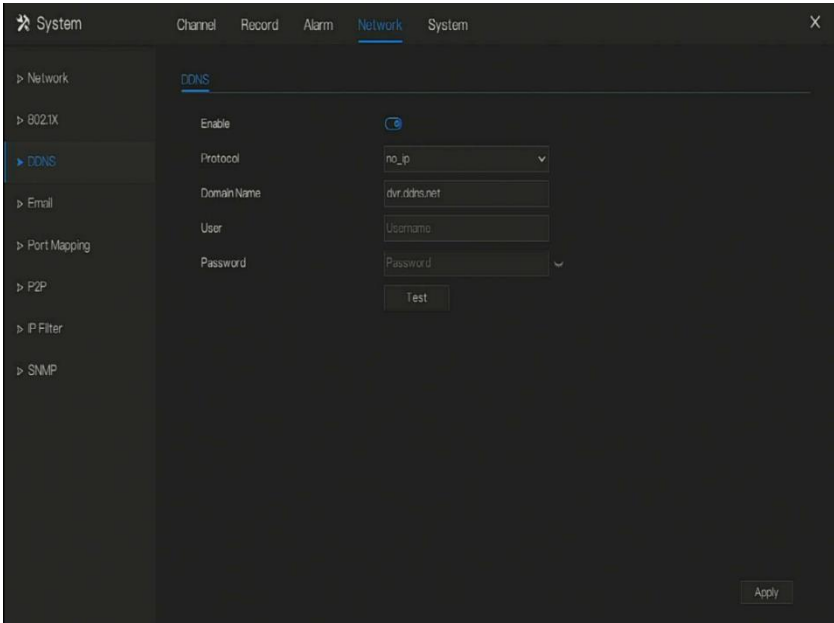 System
Channel Record Alarm Network System X
Network
802.1X
DDNS
Email
Port Mapping
P2P
IP Filter
SNMP
DDNS
Enable
Protocol no_ip
Domain Name dvr.ddns.net
User Username
Password Password
Test
Apply